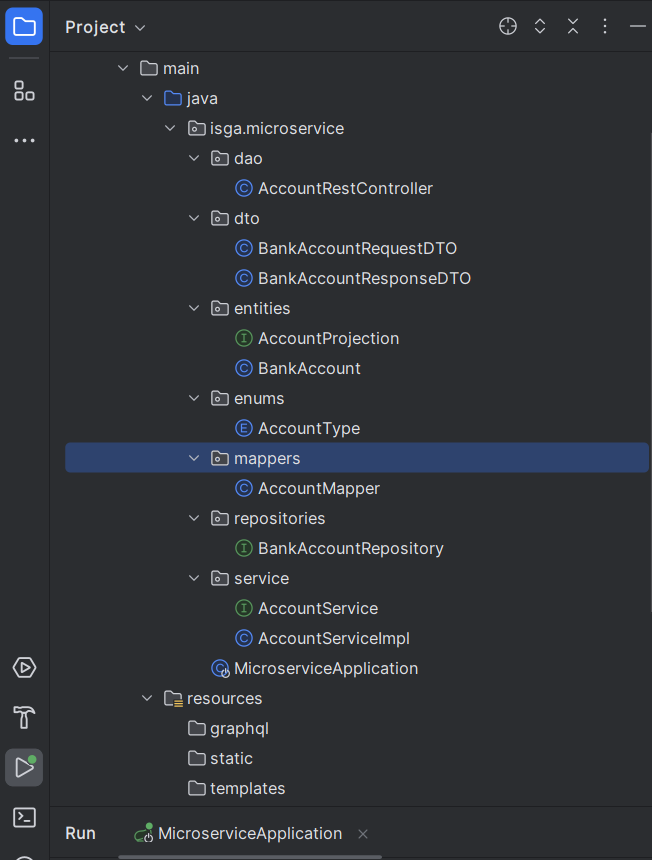 Project
main
java
isga.microservice
dao
C AccountRestController
dto
C BankAccountRequestDTO
C BankAccountResponseDTO
entities
I AccountProjection
C BankAccount
enums
E AccountType
mappers
C AccountMapper
repositories
I BankAccountRepository
service
I AccountService
C AccountServiceImpl
C MicroserviceApplication
resources
graphql
static
templates
Run MicroserviceApplication